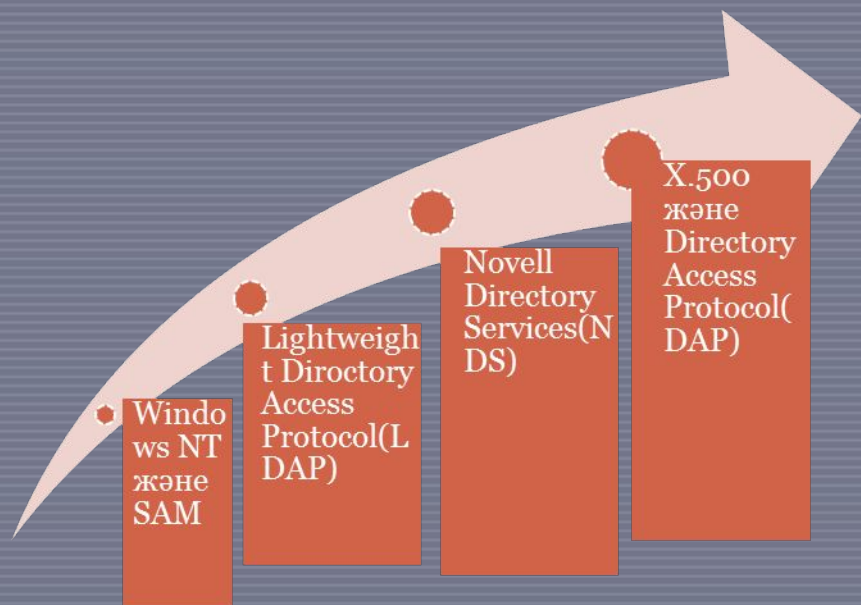 Windo
ws NT
және
SAM
Lightweigh
t Diroctory
Access
Protocol(L
DAP)
Novell
Directory
Services(N
DS)
X.500
және
Directory
Access
Protocol(
DAP)